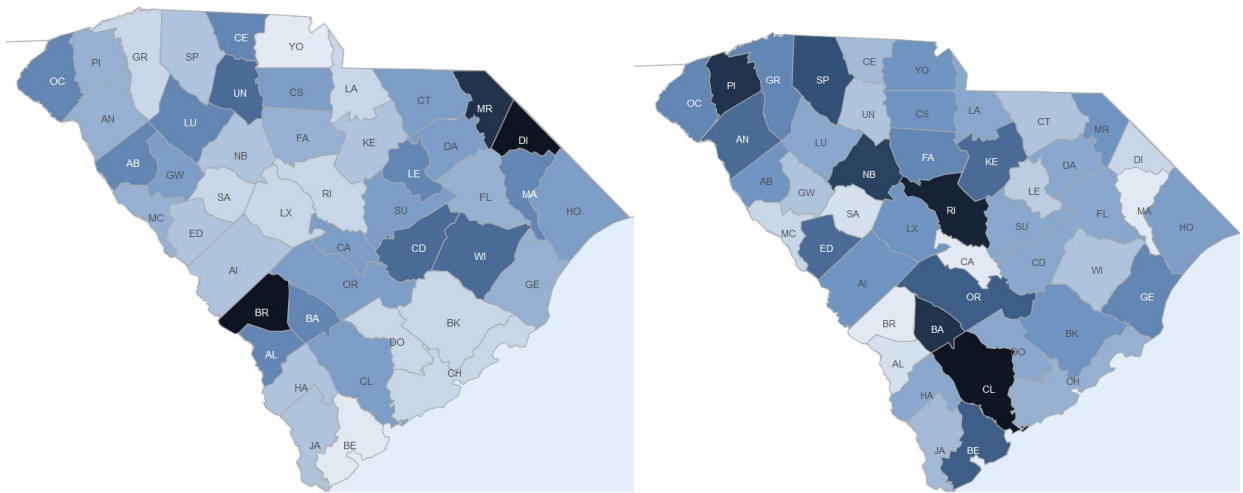 CE YO
PI GR SP
OC
UN CS LA CT
MR
AN LU
FA KE DA DI
NB
AB GW LE
SA RI FL MA
MC LX SU HO
ED
CA CD WI
AI
OR GE
BR BA BK
DO
AL
CL CH
HA
JA BE
CE
SP YO
PI GR
OC
UN CS LA CT
MR
AN LU
FA KE DA DI
NB
AB GW LE
SA RI FL MA
MC LX SU HO
ED
CA CD WI
AI
OR GE
BR BA BK
DO
AL
CL CH
HA
JA BE